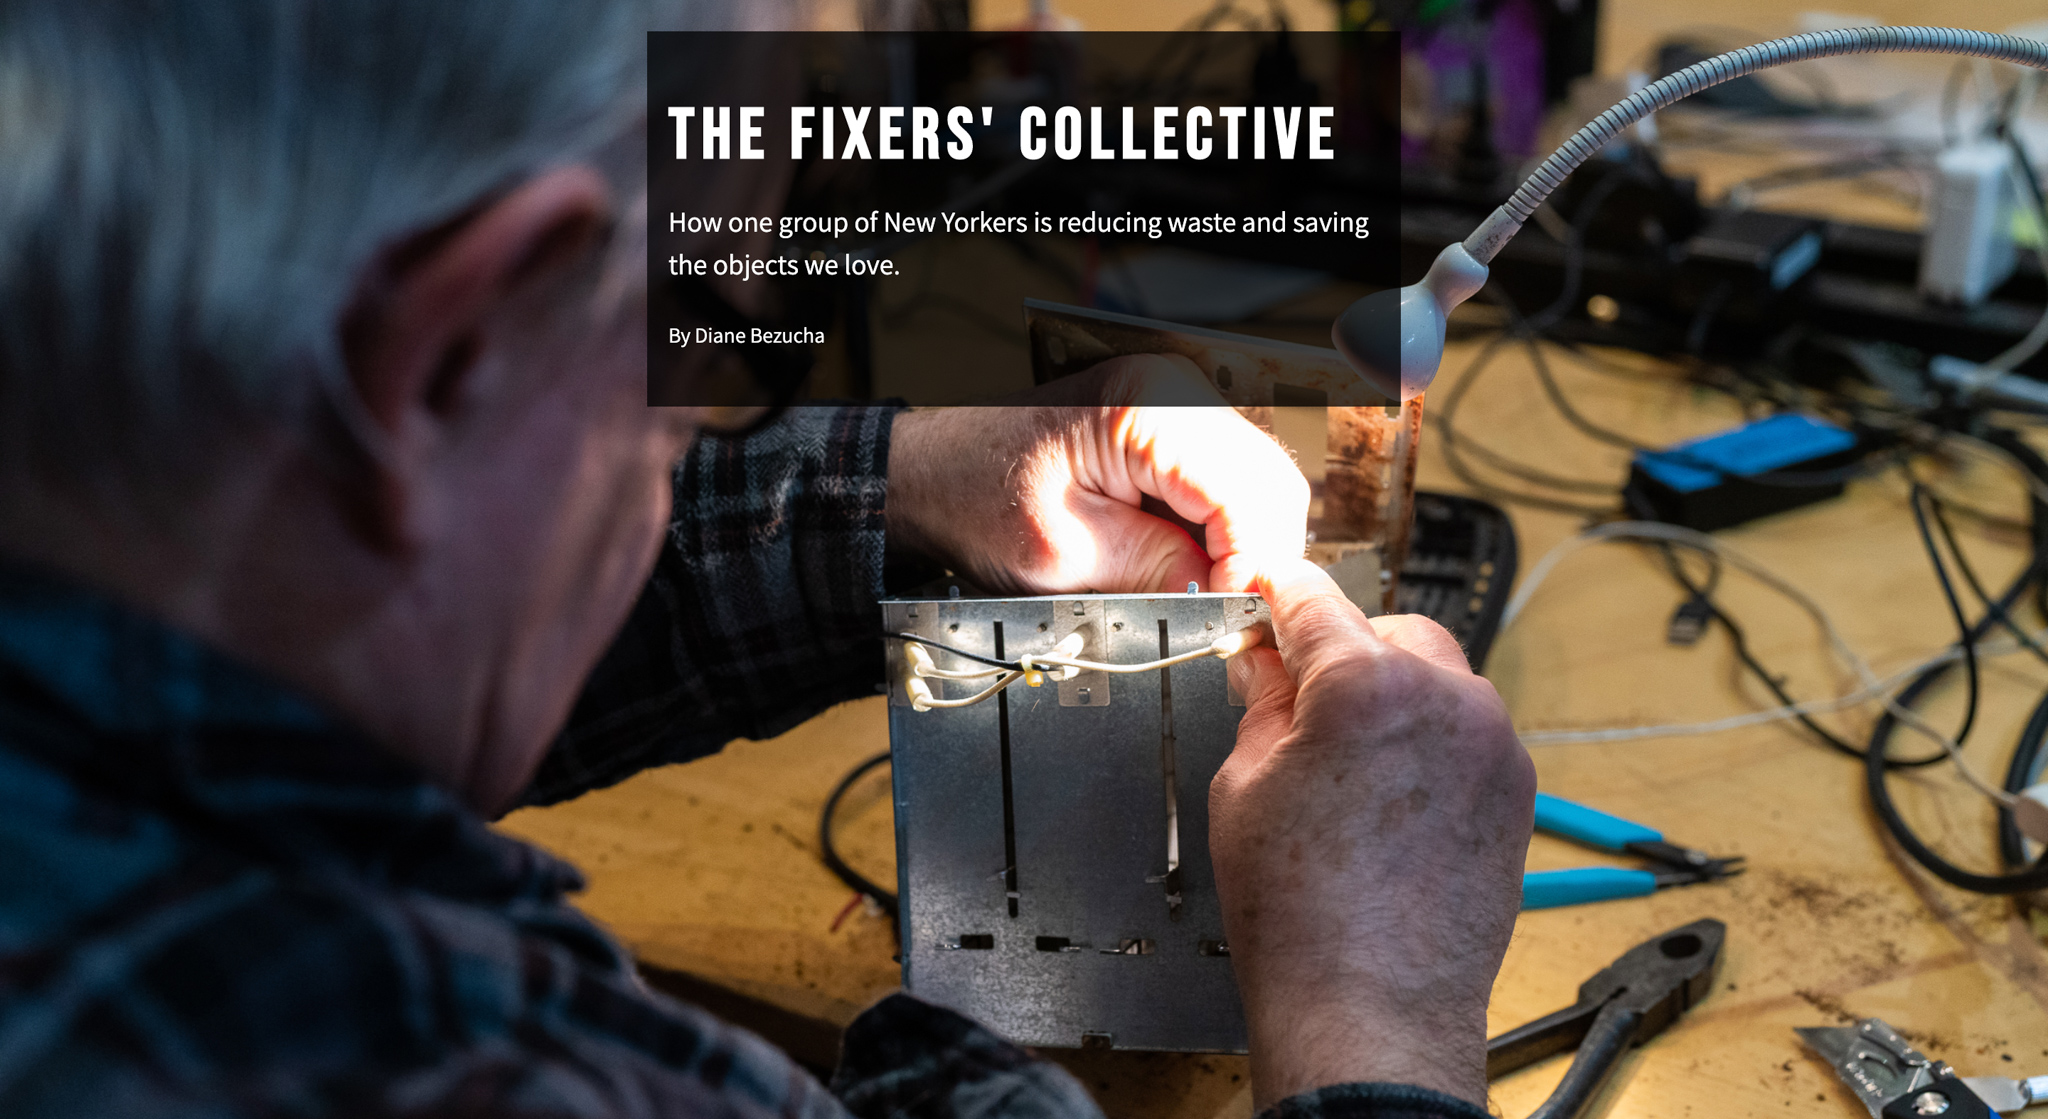 THE FIXERS' COLLECTIVE
How one group of New Yorkers is reducing waste and saving
the objects we love.
By Diane Bezucha